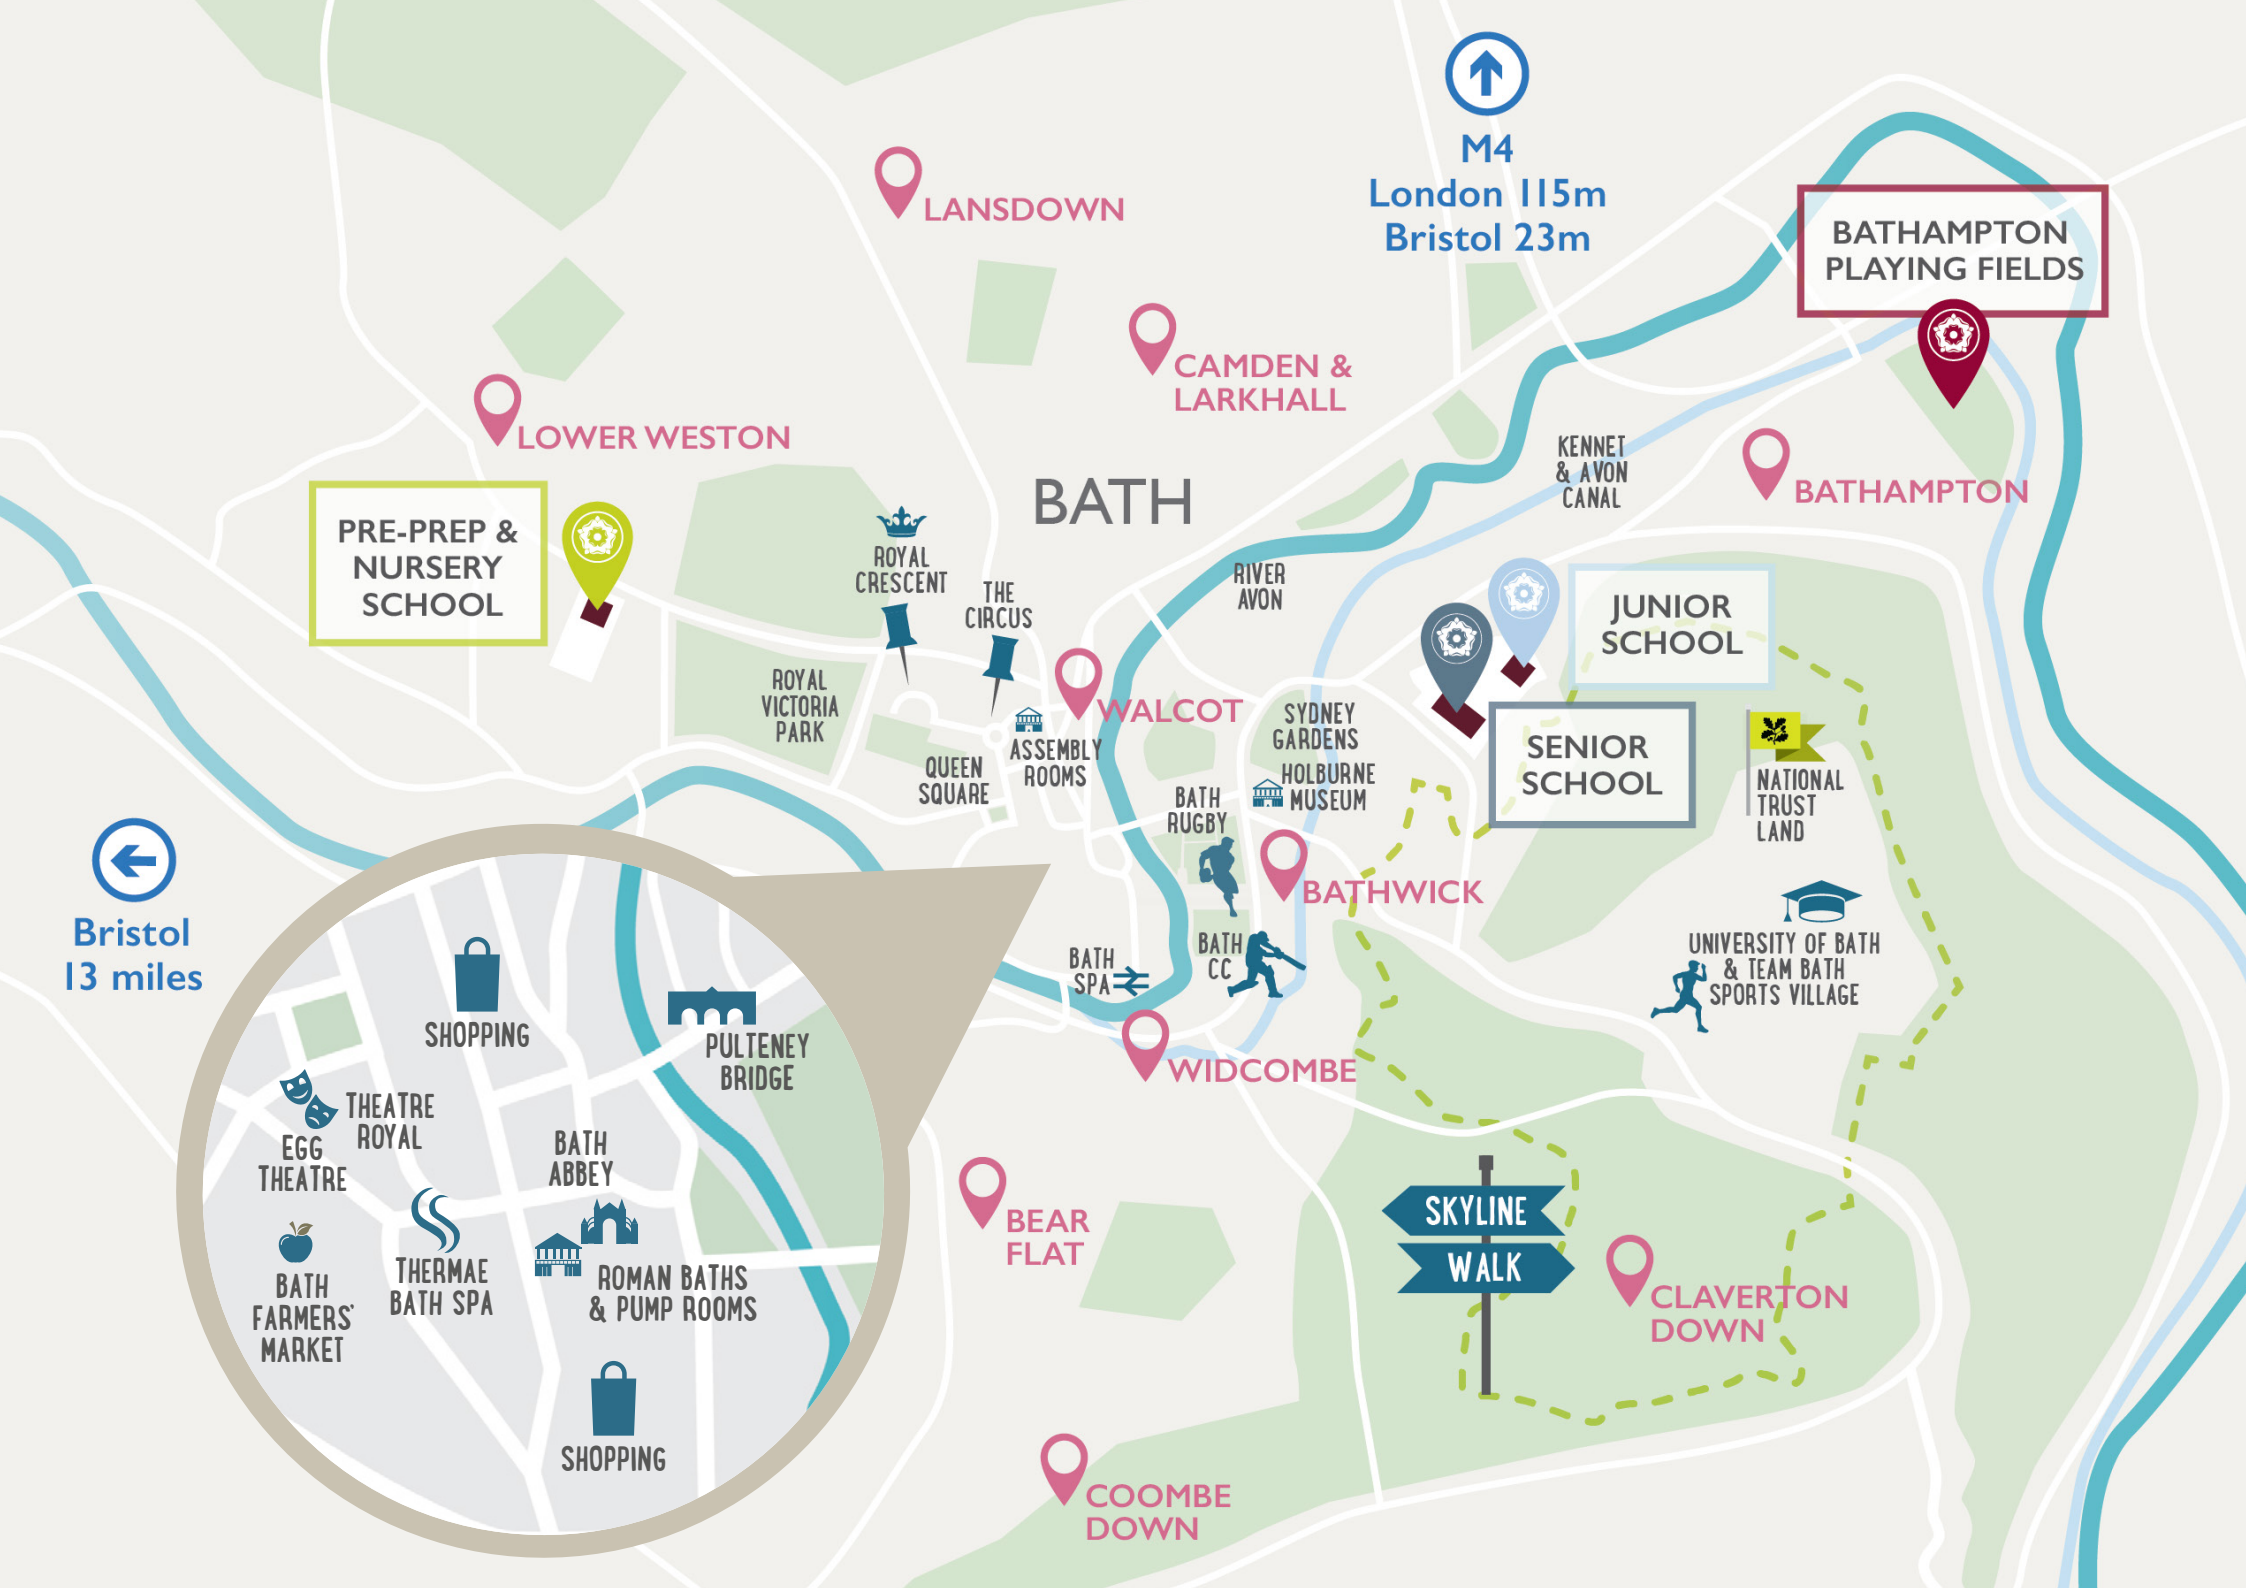 M4
London 115m
Bristol 23m
LANSDOWN
BATHAMPTON
PLAYING FIELDS
CAMDEN &
LARKHALL
LOWER WESTON
KENNET
& AVON
CANAL
BATHAMPTON
BATH
PRE-PREP &
NURSERY
SCHOOL
ROYAL
CRESCENT
THE
CIRCUS
RIVER
AVON
JUNIOR
SCHOOL
ROYAL
VICTORIA
PARK
WALCOT
SYDNEY
GARDENS
SENIOR
SCHOOL
ASSEMBLY
ROOMS
QUEEN
SQUARE
HOLBURNE
MUSEUM
BATH
RUGBY
NATIONAL
TRUST
LAND
BATHWICK
Bristol
13 miles
BATH
SPA
BATH
CC
UNIVERSITY OF BATH
& TEAM BATH
SPORTS VILLAGE
SHOPPING
PULTENEY
BRIDGE
WIDCOMBE
THEATRE
ROYAL
EGG
THEATRE
BATH
ABBEY
BEAR
FLAT
SKYLINE
WALK
THERMAE
BATH SPA
BATH
FARMERS'
MARKET
ROMAN BATHS
& PUMP ROOMS
CLAVERTON
DOWN
SHOPPING
COOMBE
DOWN